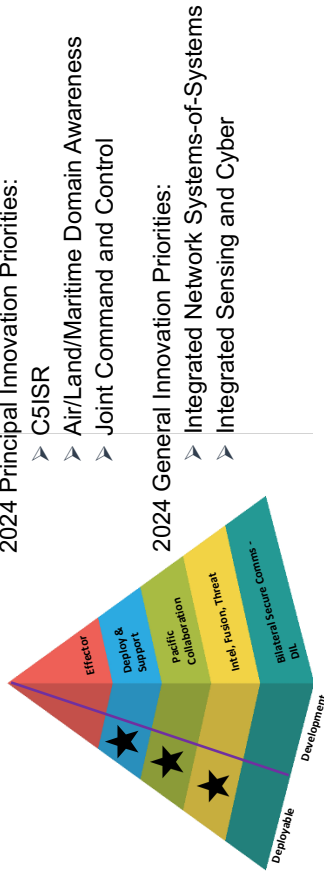 2024 Principal Innovation Priorities:
C5ISR
Air/Land/Maritime Domain Awareness
Joint Command and Control
2024 General Innovation Priorities:
Integrated Network Systems-of-Systems
Integrated Sensing and Cyber
Effector
Deploy &
Support
Pacific
Collaboration
Intel, Fusion, Threat
Bilateral Secure Comms -
DIL
Deployable
Development